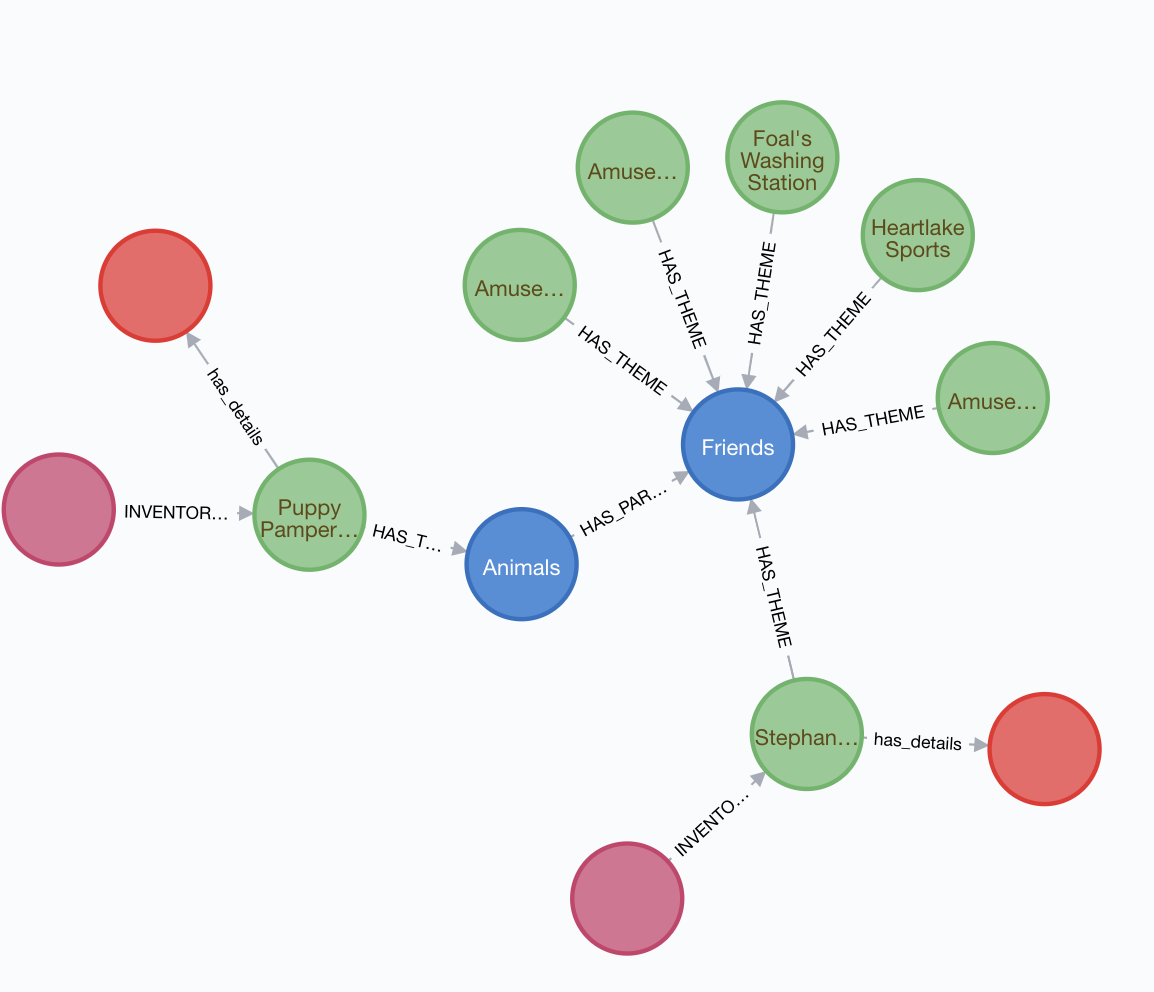 Foal's
Washing
Station
Amuse…
Heartlake
Sports
Amuse…
HAS_THEME
HAS_THEME
HAS_THEME
HAS_THEME
HAS_THEME
Amuse…
has_details
Friends
HAS_PAR…
INVENTOR…
Puppy
Pamper…
HAS_T…
Animals
HAS_THEME
Stephan…
has_details
INVENTO…